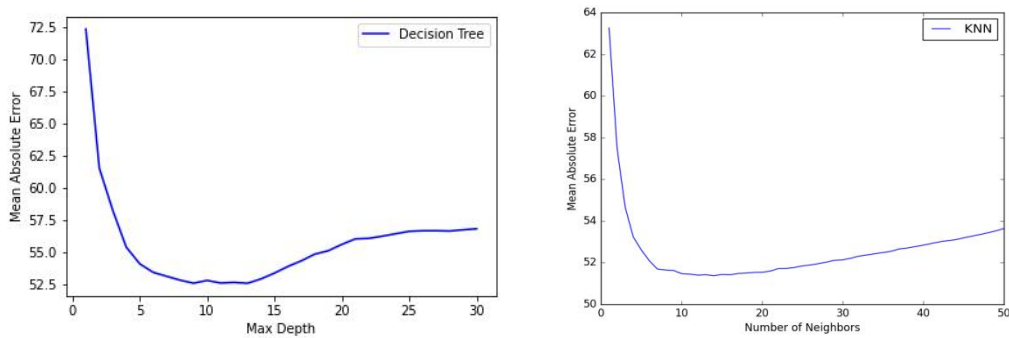 72.5
70.0
67.5
65.0
62.5
60.0
57.5
55.0
52.5
Mean Absolute Error
Decision Tree
0 5 10 15 20 25 30
Max Depth
64
62
60
58
56
54
52
50
Mean Absolute Error
KNN
0 10 20 30 40 50
Number of Neighbors